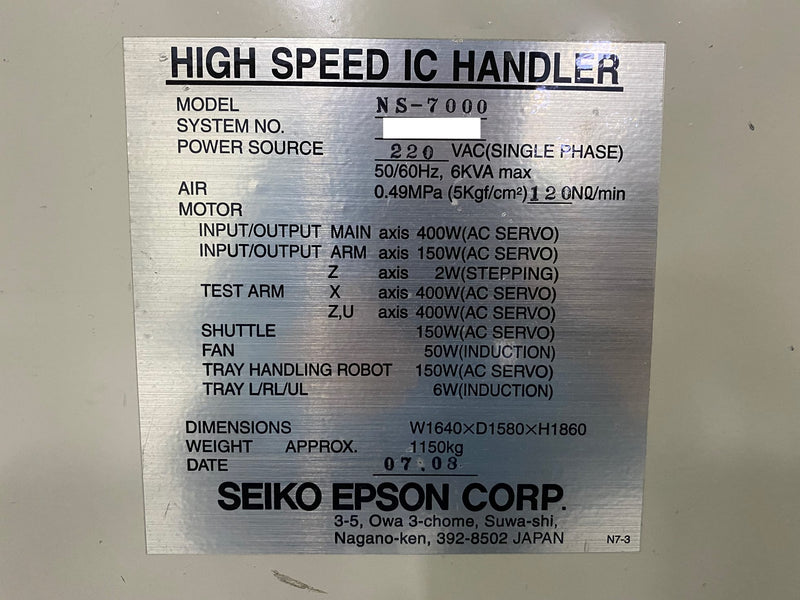 HIGH SPEED IC HANDLER
MODEL NS-7000
SYSTEM NO.
POWER SOURCE 220 VAC(SINGLE PHASE)
50/60Hz, 6KVA max
AIR 0.49MPa (5Kgf/cm²) 120Nℓ/min
MOTOR
INPUT/OUTPUT MAIN axis 400W(AC SERVO)
INPUT/OUTPUT ARM axis 150W(AC SERVO)
Z axis 2W(STEPPING)
TEST ARM X axis 400W(AC SERVO)
Z,U axis 400W(AC SERVO)
SHUTTLE 150W(AC SERVO)
FAN 50W(INDUCTION)
TRAY HANDLING ROBOT 150W(AC SERVO)
TRAY L/RL/UL 6W(INDUCTION)
DIMENSIONS W1640×D1580×H1860
WEIGHT APPROX. 1150kg
DATE 07.08
SEIKO EPSON CORP.
3-5, Owa 3-chome, Suwa-shi,
Nagano-ken, 392-8502 JAPAN N7-3